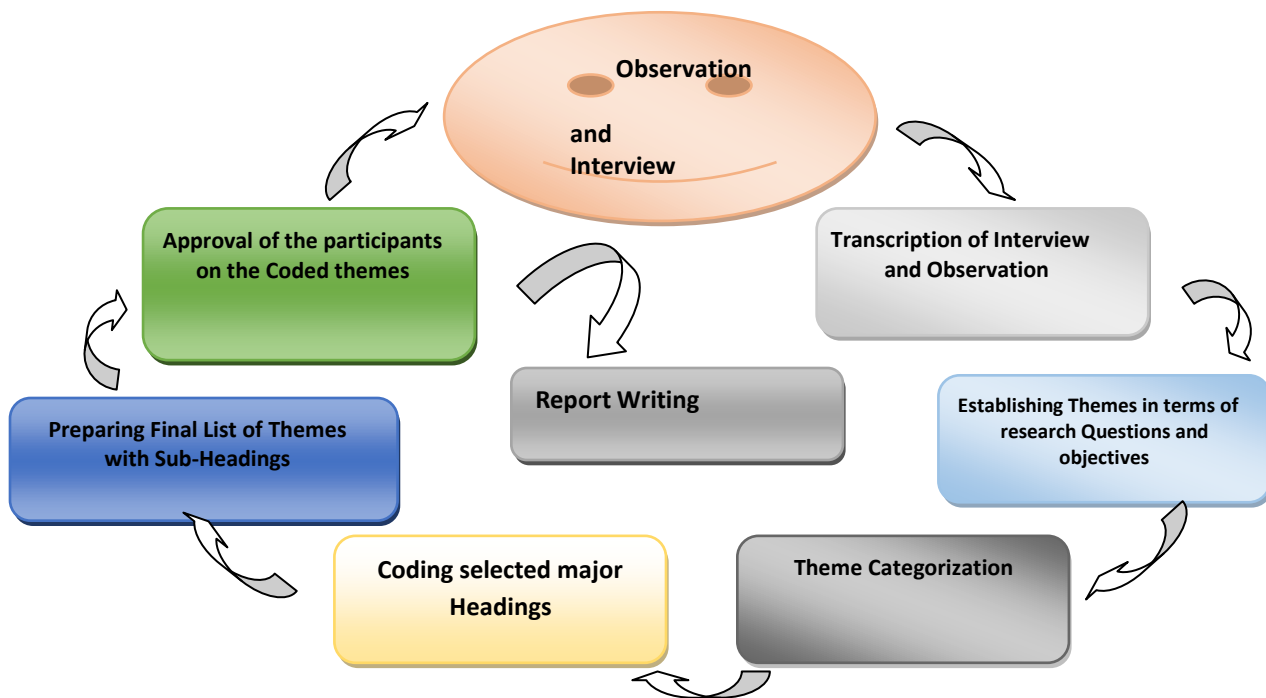 Observation
and
Interview
Approval of the participants
on the Coded themes
Transcription of Interview
and Observation
Report Writing
Preparing Final List of Themes
with Sub-Headings
Establishing Themes in terms of
research Questions and
objectives
Coding selected major
Headings
Theme Categorization